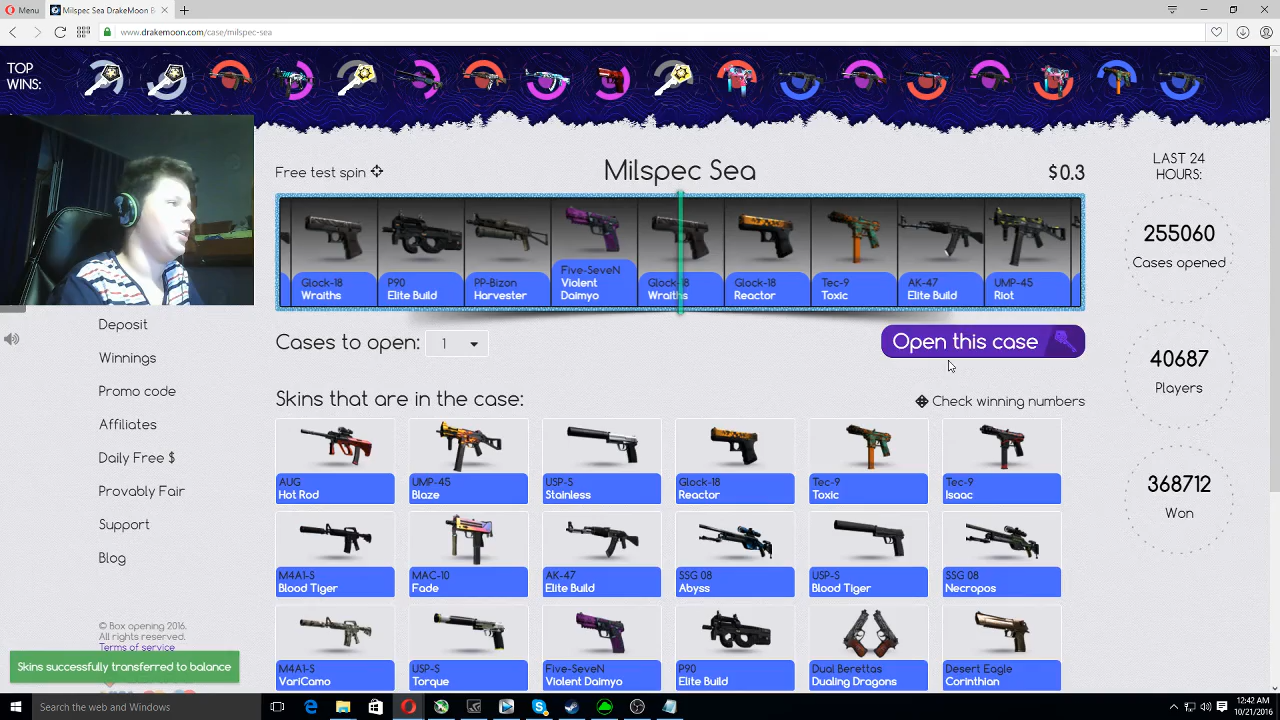 Menu
Milspec Sea DrakeMoon B
www.drakemoon.com/case/milspec-sea
TOP
WINS:
Free test spin
Milspec Sea
$0.3
LAST 24
HOURS:
Glock-18
Wraiths
P90
Elite Build
PP-Bizon
Harvester
Five-SeveN
Violent
Daimyo
Glock-18
Wraiths
Glock-18
Reactor
Tec-9
Toxic
AK-47
Elite Build
UMP-45
Riot
255060
Cases opened
Deposit
Winnings
Promo code
Affiliates
Daily Free $
Provably Fair
Support
Blog
Cases to open:
1
Open this case
40687
Players
Skins that are in the case:
Check winning numbers
AUG
Hot Rod
UMP-45
Blaze
USP-S
Stainless
Glock-18
Reactor
Tec-9
Toxic
Tec-9
Isaac
368712
Won
M4A1-S
Blood Tiger
MAC-10
Fade
AK-47
Elite Build
SSG 08
Abyss
USP-S
Blood Tiger
SSG 08
Necropos
M4A1-S
VariCamo
USP-S
Torque
Five-SeveN
Violent Daimyo
P90
Elite Build
Dual Berettas
Dualing Dragons
Desert Eagle
Corinthian
© Box opening 2016.
All rights reserved.
Terms of service
Skins successfully transferred to balance
Search the web and Windows
12:42 AM
10/21/2016